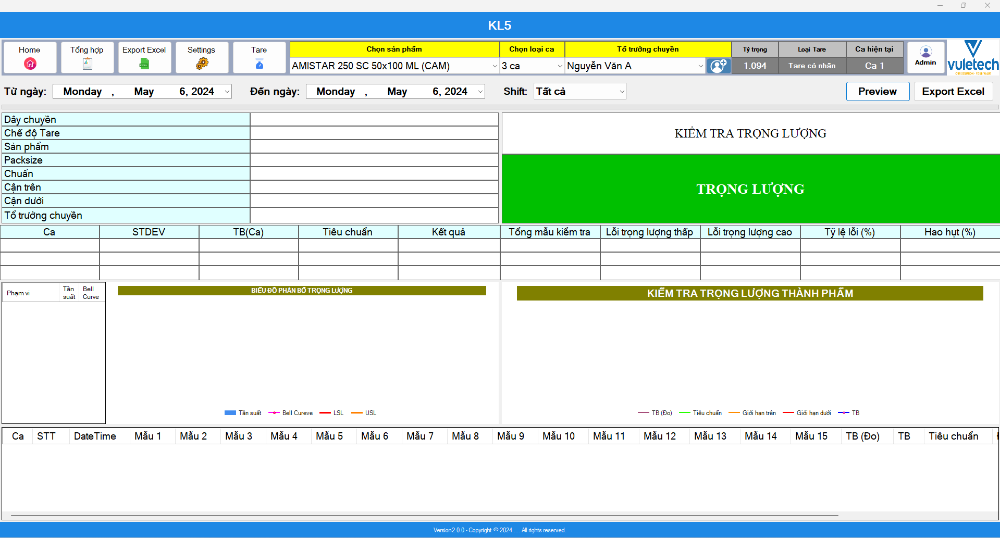 KL5
Home
Tổng hợp
Export Excel
Settings
Tare
Chọn sản phẩm
Chọn loại ca
Tổ trưởng chuyền
Tỷ trọng
Loại Tare
Ca hiện tại
AMISTAR 250 SC 50x100 ML (CAM)
3 ca
Nguyễn Văn A
1.094
Tare có nhãn
Ca 1
Admin
vuletech
OUR SOLUTION - YOUR VALUE
Từ ngày: Monday , May 6, 2024
Đến ngày: Monday , May 6, 2024
Shift: Tất cả
Preview
Export Excel
Dây chuyền
Chế độ Tare
Sản phẩm
Packsize
Chuẩn
Cận trên
Cận dưới
Tổ trưởng chuyền
KIỂM TRA TRỌNG LƯỢNG
TRỌNG LƯỢNG
Ca STDEV TB(Ca) Tiêu chuẩn Kết quả Tổng mẫu kiểm tra Lỗi trọng lượng thấp Lỗi trọng lượng cao Tỷ lệ lỗi (%) Hao hụt (%)
Phạm vi
Tần suất
Bell Curve
BIỂU ĐỒ PHÂN BỐ TRỌNG LƯỢNG
Tần suất Bell Cureve LSL USL
KIỂM TRA TRỌNG LƯỢNG THÀNH PHẨM
TB (Đo) Tiêu chuẩn Giới hạn trên Giới hạn dưới TB
Ca STT DateTime Mẫu 1 Mẫu 2 Mẫu 3 Mẫu 4 Mẫu 5 Mẫu 6 Mẫu 7 Mẫu 8 Mẫu 9 Mẫu 10 Mẫu 11 Mẫu 12 Mẫu 13 Mẫu 14 Mẫu 15 TB (Đo) TB Tiêu chuẩn
Version2.0.0 - Copyright © 2024 .... All rights reserved.